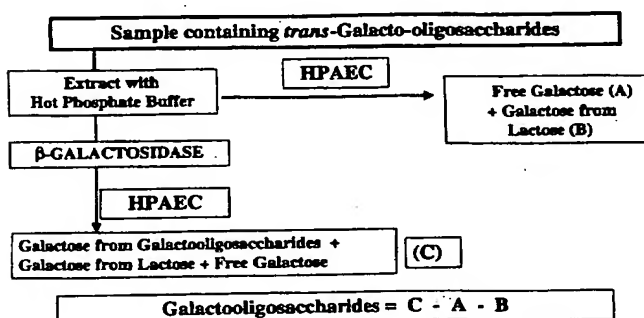 Sample containing trans-Galacto-oligosaccharides
Extract with
Hot Phosphate Buffer
HPAEC
Free Galactose (A)
+ Galactose from
Lactose (B)
β-GALACTOSIDASE
HPAEC
Galactose from Galactooligosaccharides +
Galactose from Lactose + Free Galactose
(C)
Galactooligosaccharides = C - A - B